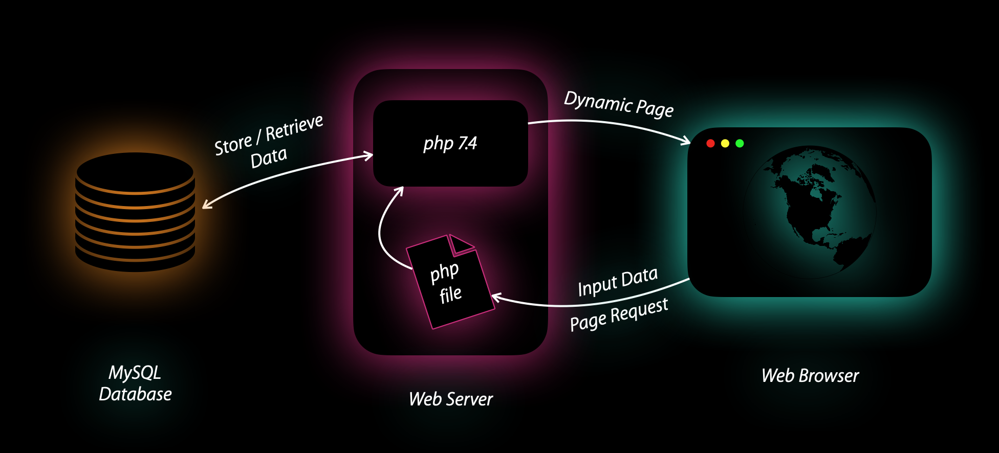 Store / Retrieve
Data
php 7.4
Dynamic Page
php
file
Input Data
Page Request
MySQL
Database
Web Server
Web Browser